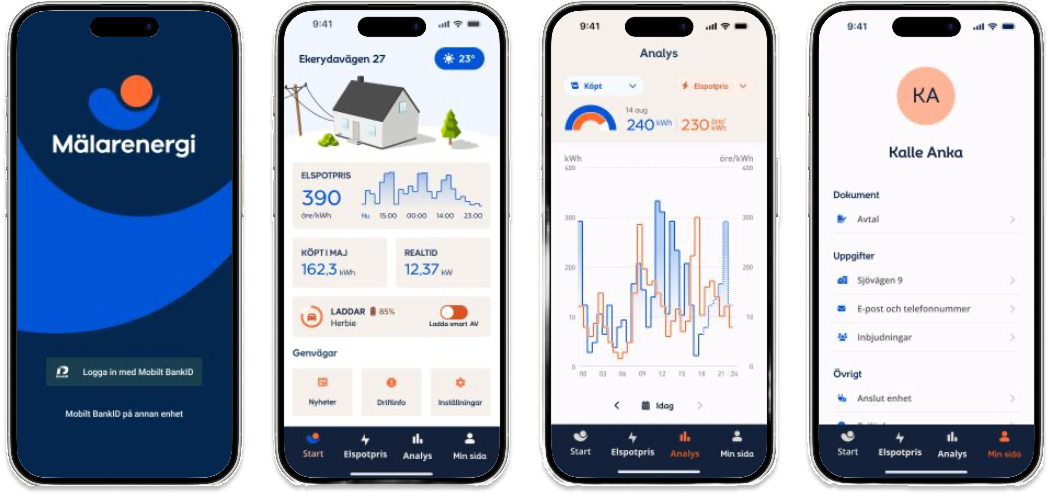 Mälarenergi
Logga in med Mobilt BankID
Mobilt BankID på annan enhet
9:41
Ekerydavägen 27
23°
ELSPOTPRIS
390
öre/kWh
Nu 15:00 00:00 14:00 23:00
KÖPT I MAJ
162,3 kWh
REALTID
12,37 kW
LADDAR 85%
Herbie
Ladda smart AV
Genvägar
Nyheter
Driftinfo
Inställningar
Start
Elspotpris
Analys
Min sida
9:41
Analys
Köpt
Elspotpris
14 aug
240 kWh
230 öre/kWh
kWh öre/kWh
400 400
300 300
200 200
10 10
0 0
00 03 06 09 12 15 18 21 24
Idag
Start
Elspotpris
Analys
Min sida
9:41
KA
Kalle Anka
Dokument
Avtal
Uppgifter
Sjövägen 9
E-post och telefonnummer
Inbjudningar
Övrigt
Anslut enhet
Start
Elspotpris
Analys
Min sida